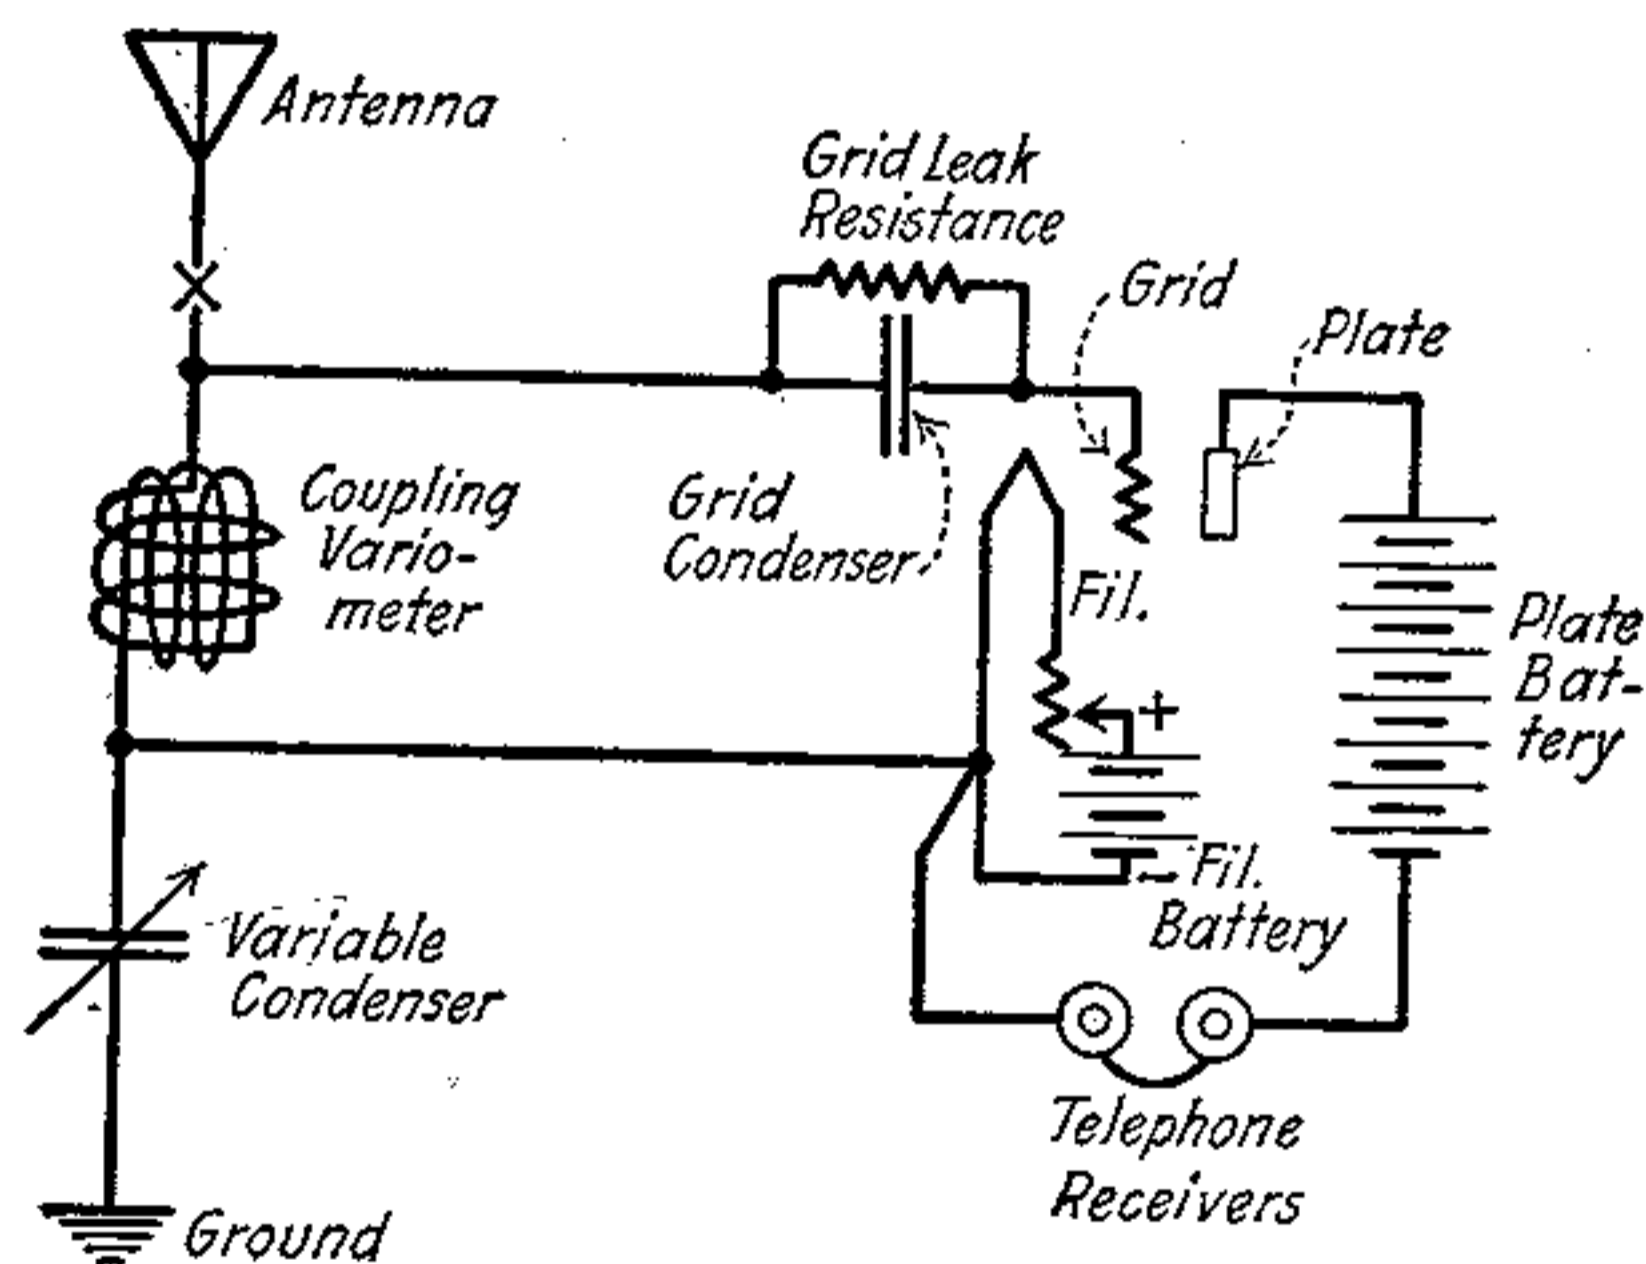 Antenna
Grid Leak
Resistance
Grid
Plate
Coupling
Vario-
meter
Grid
Condenser
Fil.
+
Plate
Bat-
tery
- Fil.
Battery
Variable
Condenser
Telephone
Receivers
Ground